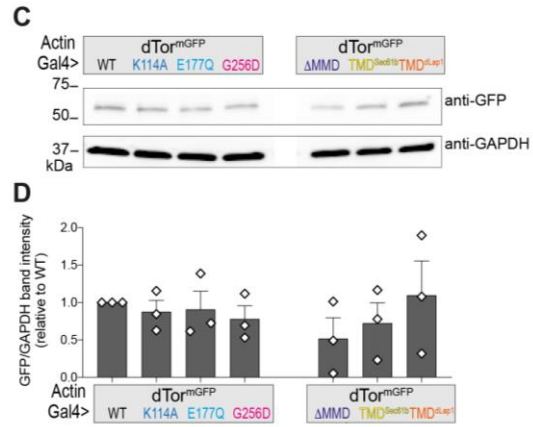 C
Actin
Gal4>
dTor^mGFP
WT K114A E177Q G256D
dTor^mGFP
ΔMMD TMD^Sec61b TMD^dLap1
75
50
anti-GFP
37
kDa
anti-GAPDH
D
GFP/GAPDH band intensity
(relative to WT)
2.0
1.5
1.0
0.5
0.0
Actin
Gal4>
dTor^mGFP
WT K114A E177Q G256D
dTor^mGFP
ΔMMD TMD^Sec61b TMD^dLap1